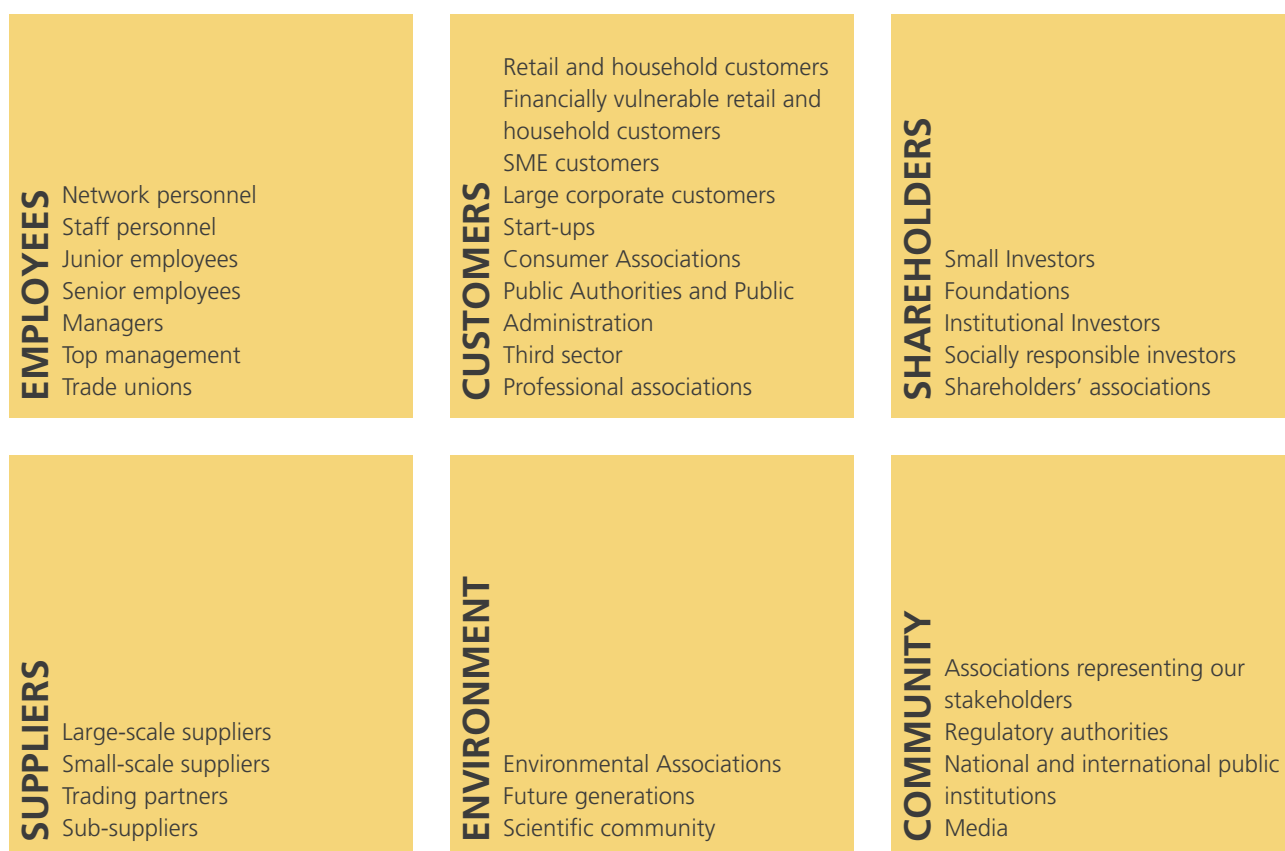 EMPLOYEES
Network personnel
Staff personnel
Junior employees
Senior employees
Managers
Top management
Trade unions
CUSTOMERS
Retail and household customers
Financially vulnerable retail and
household customers
SME customers
Large corporate customers
Start-ups
Consumer Associations
Public Authorities and Public
Administration
Third sector
Professional associations
SHAREHOLDERS
Small Investors
Foundations
Institutional Investors
Socially responsible investors
Shareholders’ associations
SUPPLIERS
Large-scale suppliers
Small-scale suppliers
Trading partners
Sub-suppliers
ENVIRONMENT
Environmental Associations
Future generations
Scientific community
COMMUNITY
Associations representing our
stakeholders
Regulatory authorities
National and international public
institutions
Media